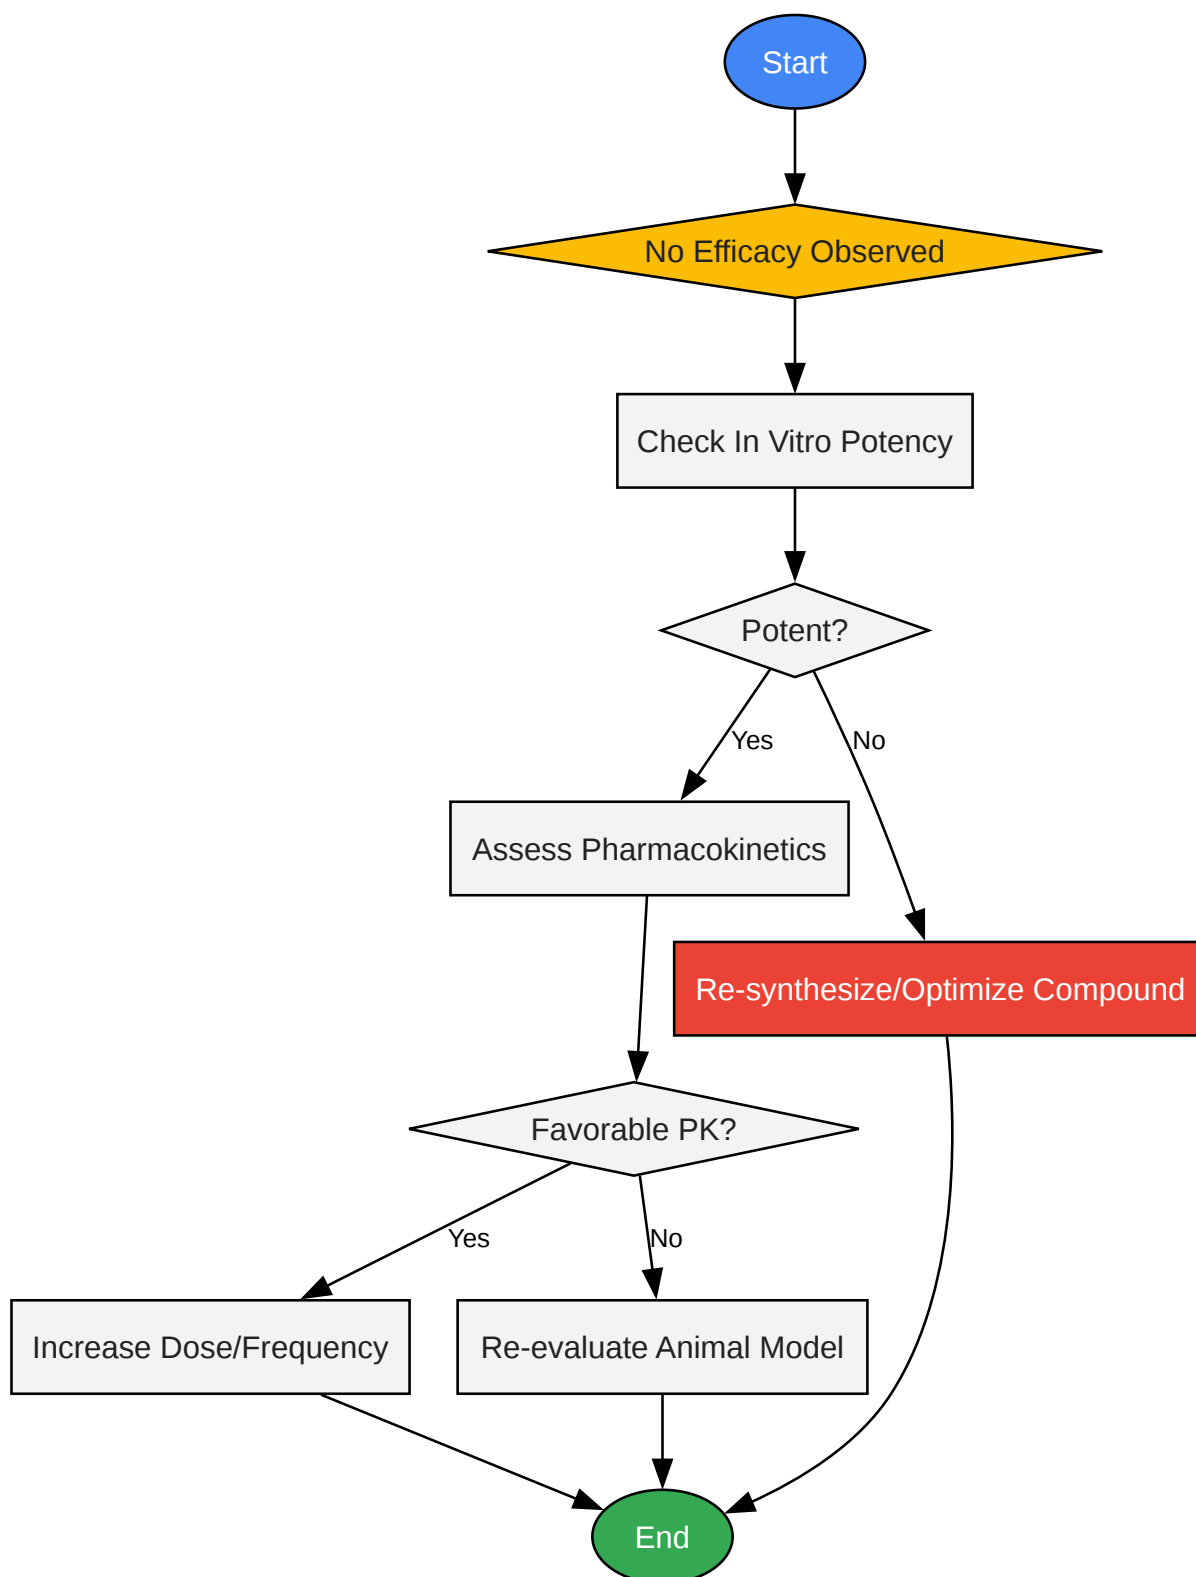 Start
No Efficacy Observed
Check In Vitro Potency
Potent?
Yes
No
Assess Pharmacokinetics
Re-synthesize/Optimize Compound
Favorable PK?
Yes
No
Increase Dose/Frequency
Re-evaluate Animal Model
End